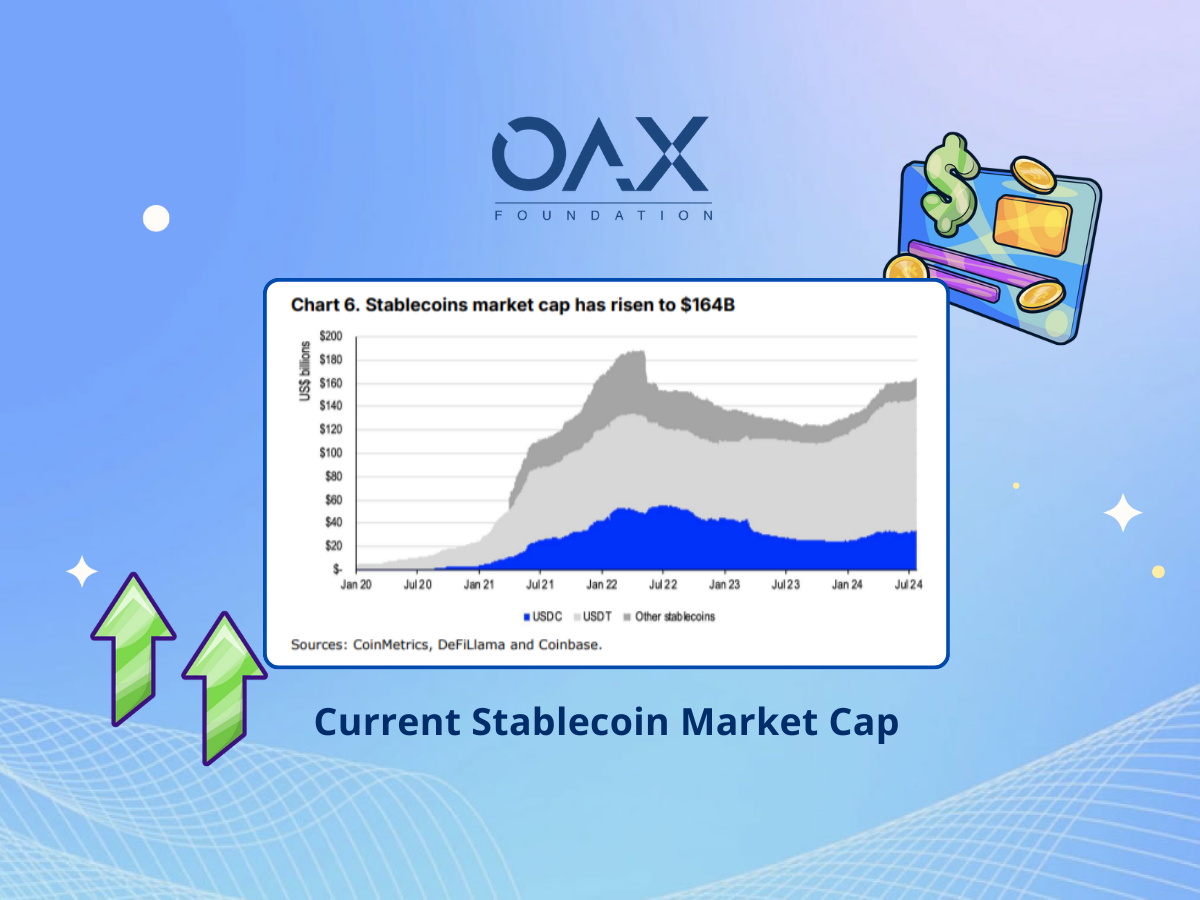 OAX
FOUNDATION
Chart 6. Stablecoins market cap has risen to $164B
US$ billions
$200
$180
$160
$140
$120
$100
$80
$60
$40
$20
$-
Jan 20 Jul 20 Jan 21 Jul 21 Jan 22 Jul 22 Jan 23 Jul 23 Jan 24 Jul 24
USDC USDT Other stablecoins
Sources: CoinMetrics, DeFiLlama and Coinbase.
Current Stablecoin Market Cap